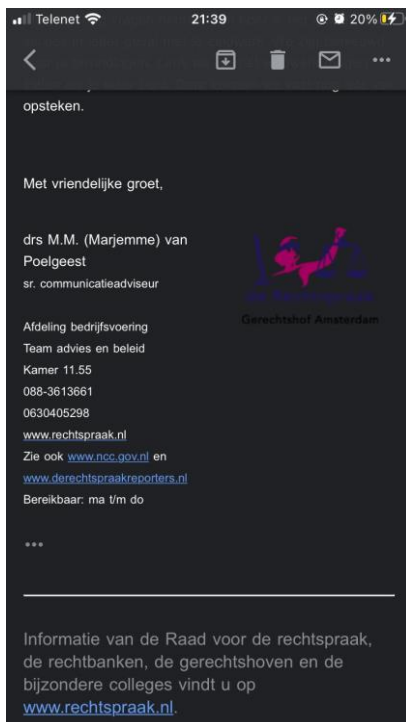 Telenet 21:39 20%
opsteken.
Met vriendelijke groet,
drs M.M. (Marjemme) van
Poelgeest
sr. communicatieadviseur
de Rechtspraak
Gerechtshof Amsterdam
Afdeling bedrijfsvoering
Team advies en beleid
Kamer 11.55
088-3613661
0630405298
www.rechtspraak.nl
Zie ook www.ncc.gov.nl en
www.derechtspraakreporters.nl
Bereikbaar: ma t/m do
Informatie van de Raad voor de rechtspraak,
de rechtbanken, de gerechtshoven en de
bijzondere colleges vindt u op
www.rechtspraak.nl.